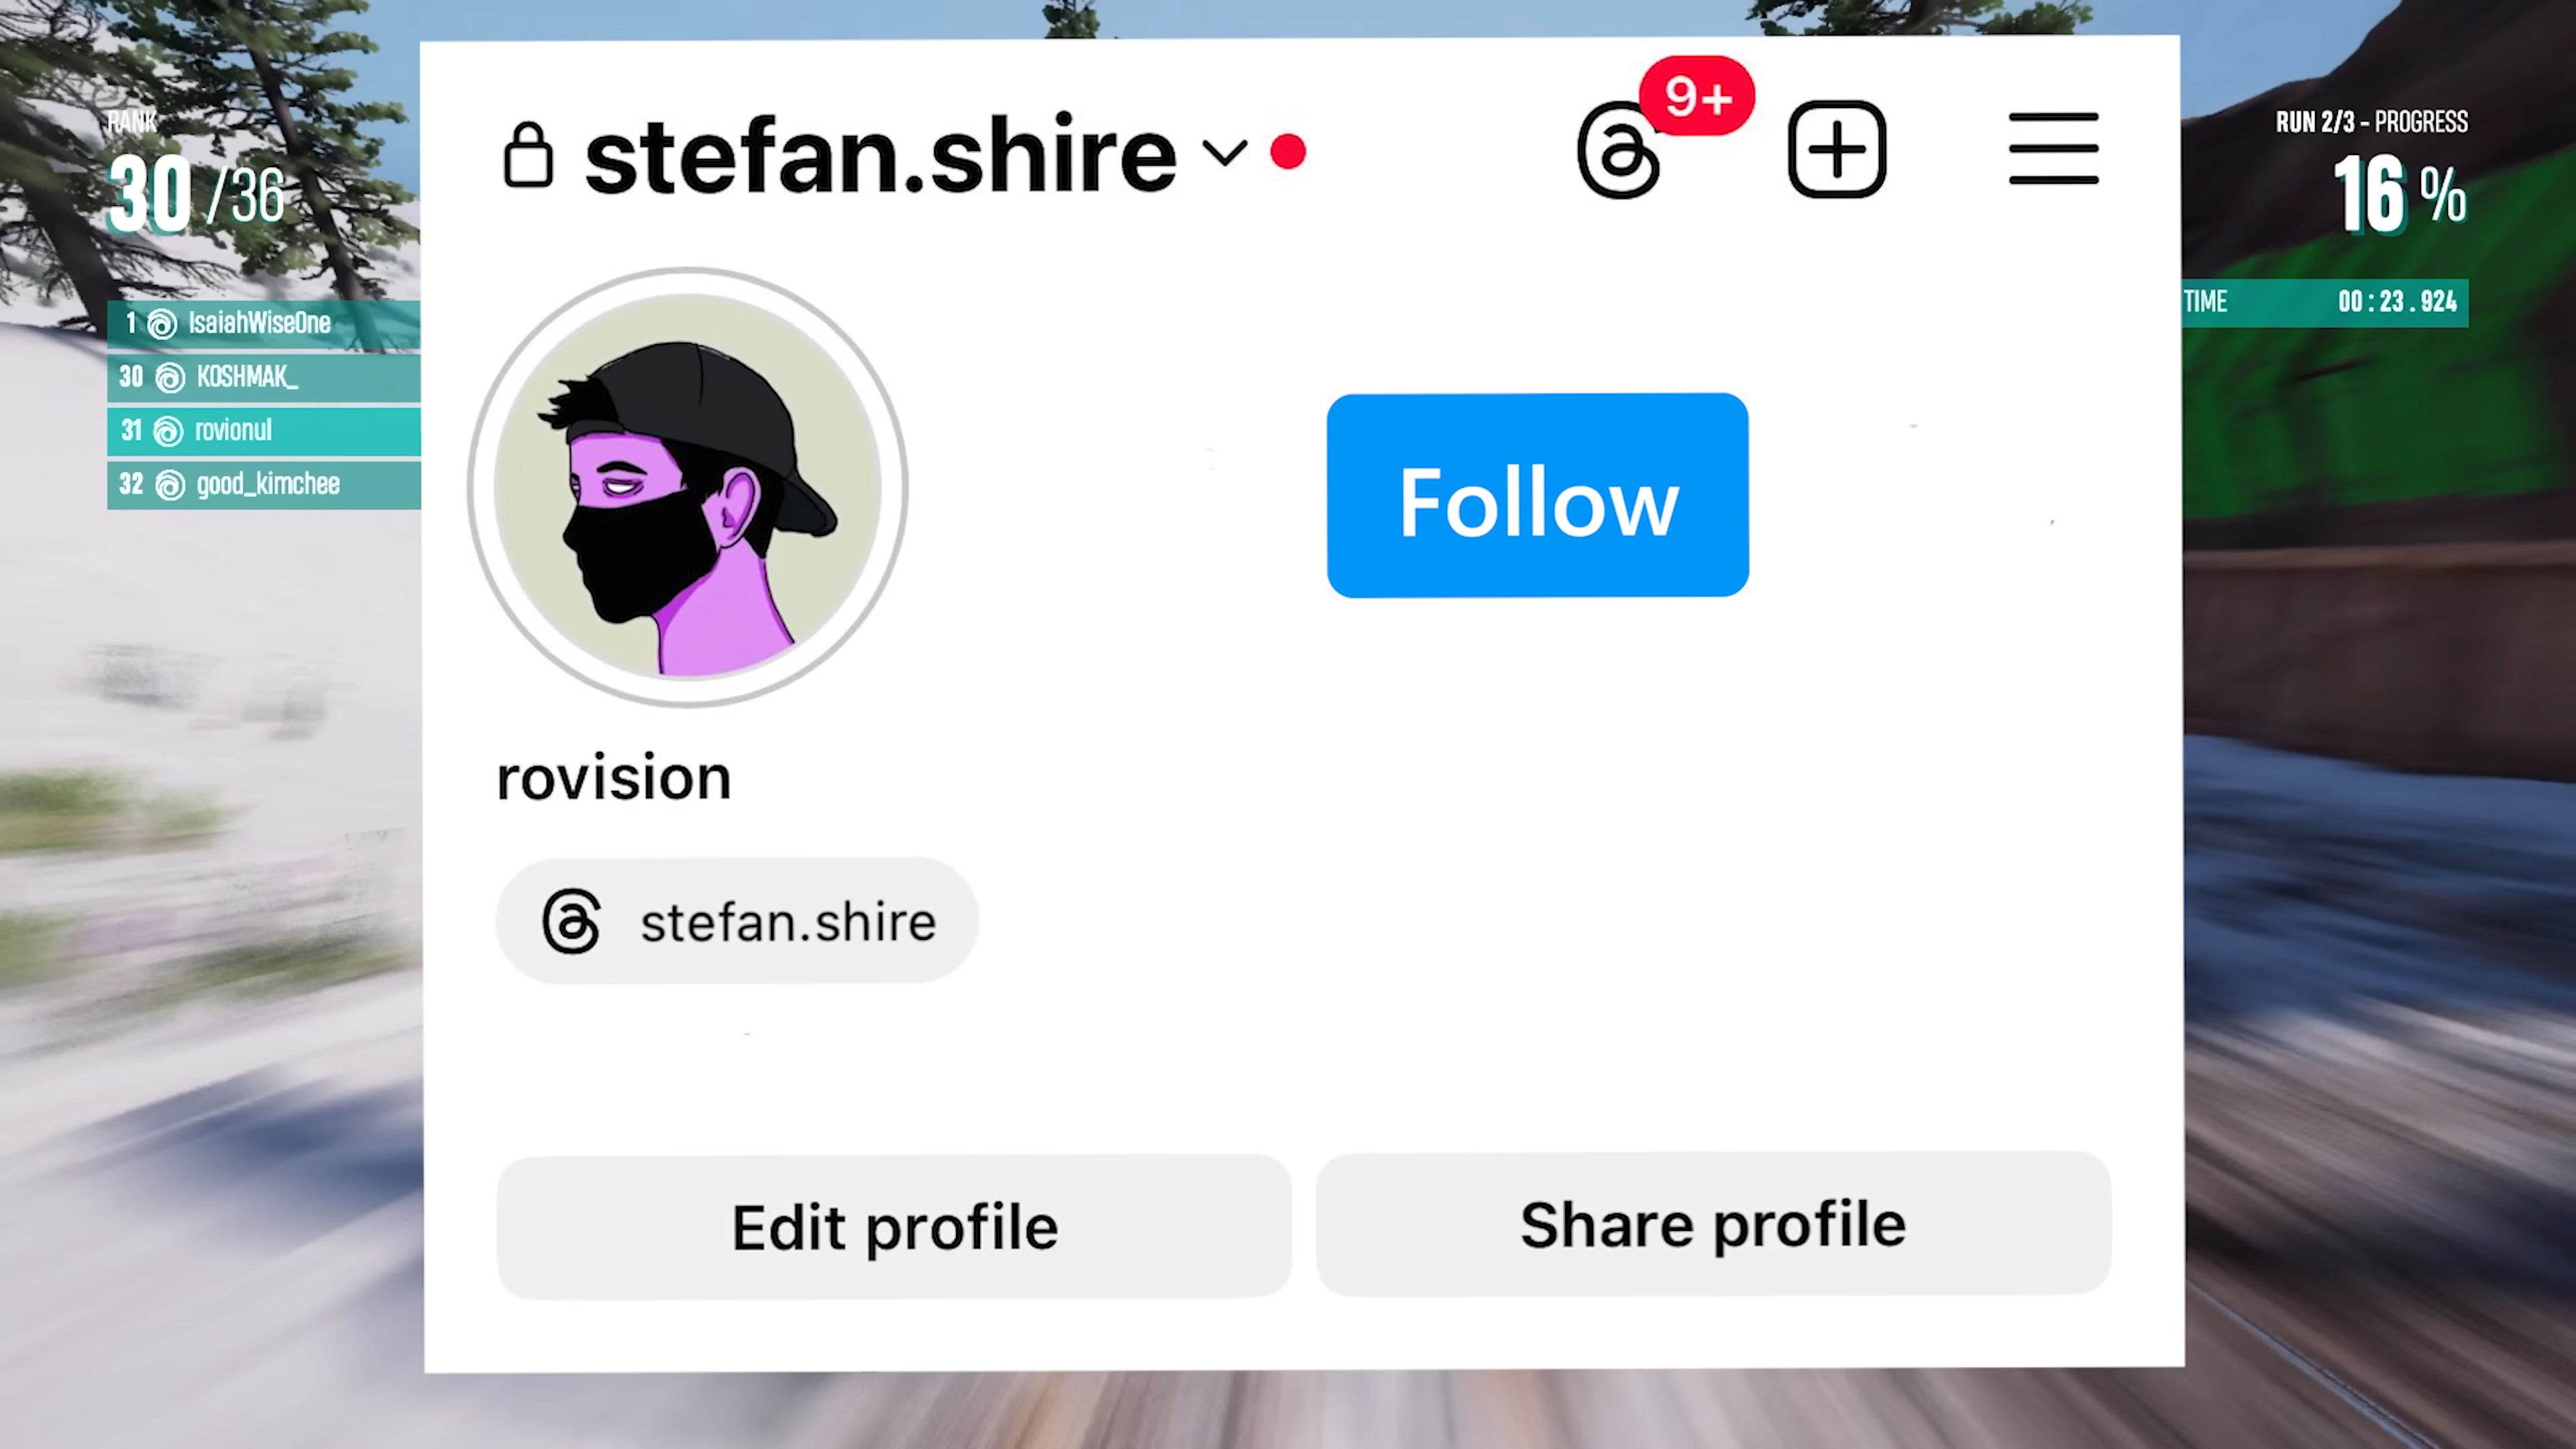 stefan.shire
9+
RANK
30/36
RUN 2/3 - PROGRESS
16%
1 IsaiahWiseOne
30 KOSHMAK_
31 rovionul
32 good_kimchee
TIME 00:23.924
Follow
rovision
stefan.shire
Edit profile
Share profile